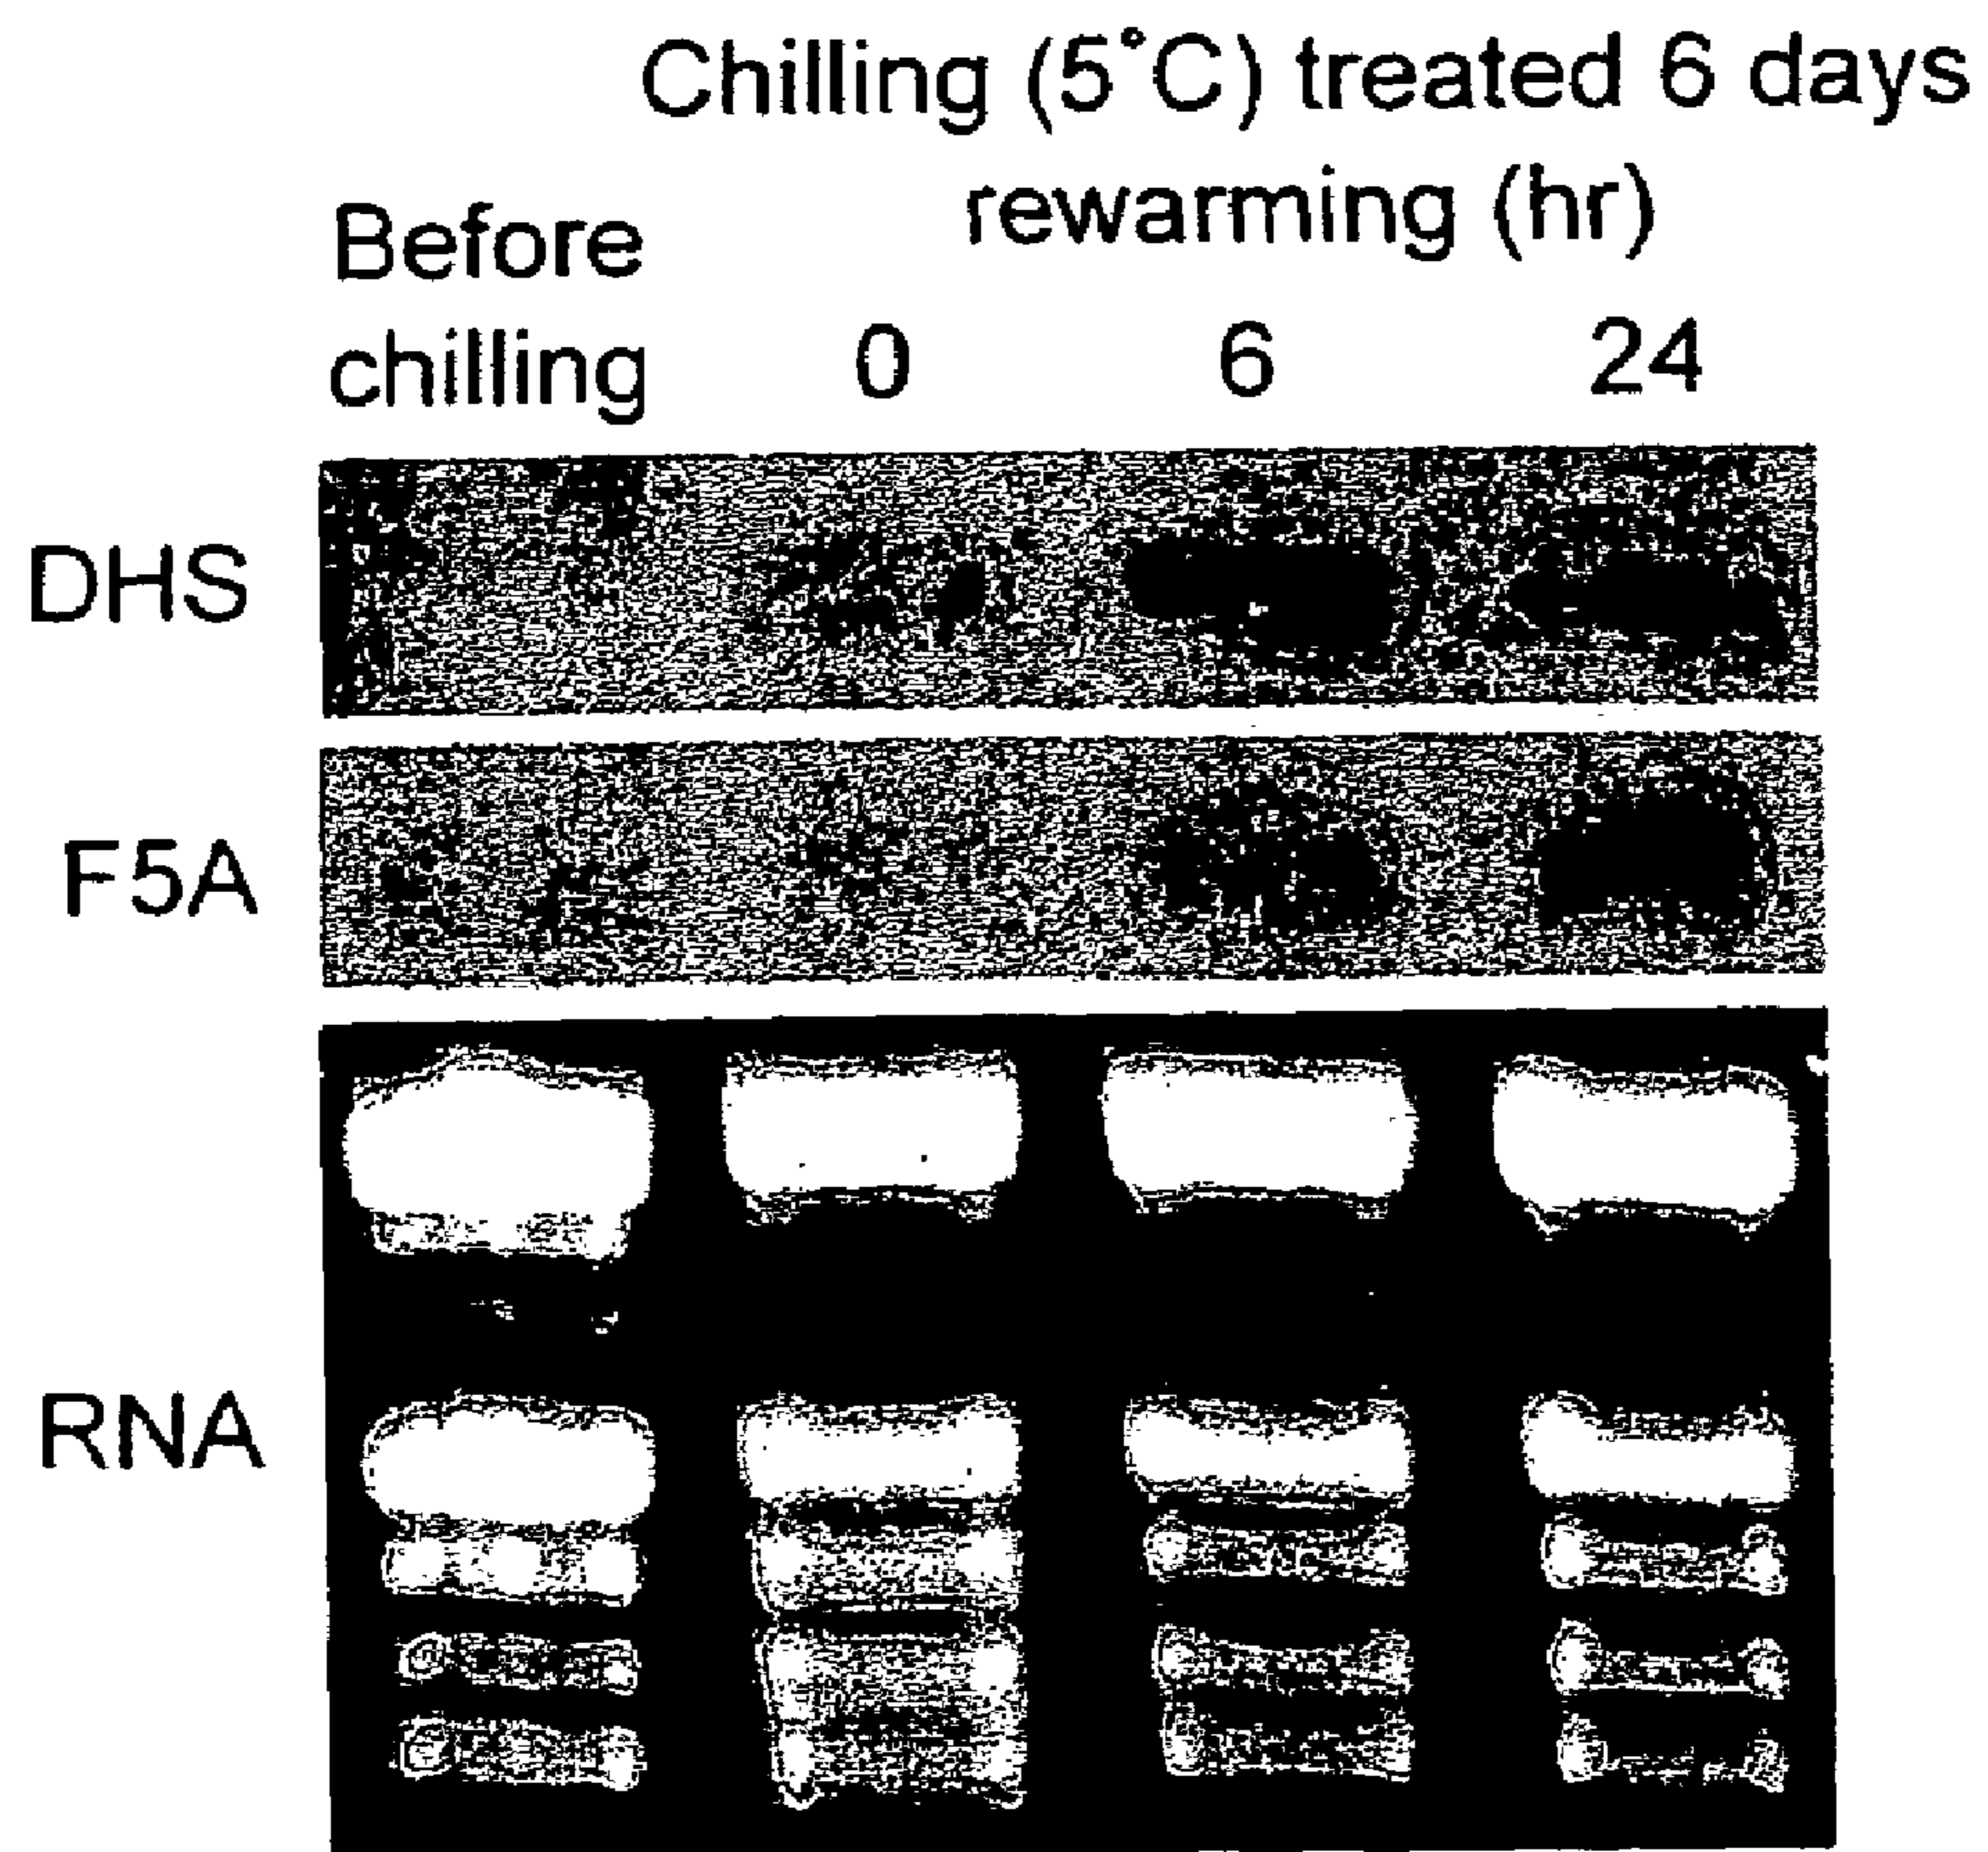 Chilling (5°C) treated 6 days
rewarming (hr)
Before
chilling
0 6 24
DHS
F5A
RNA